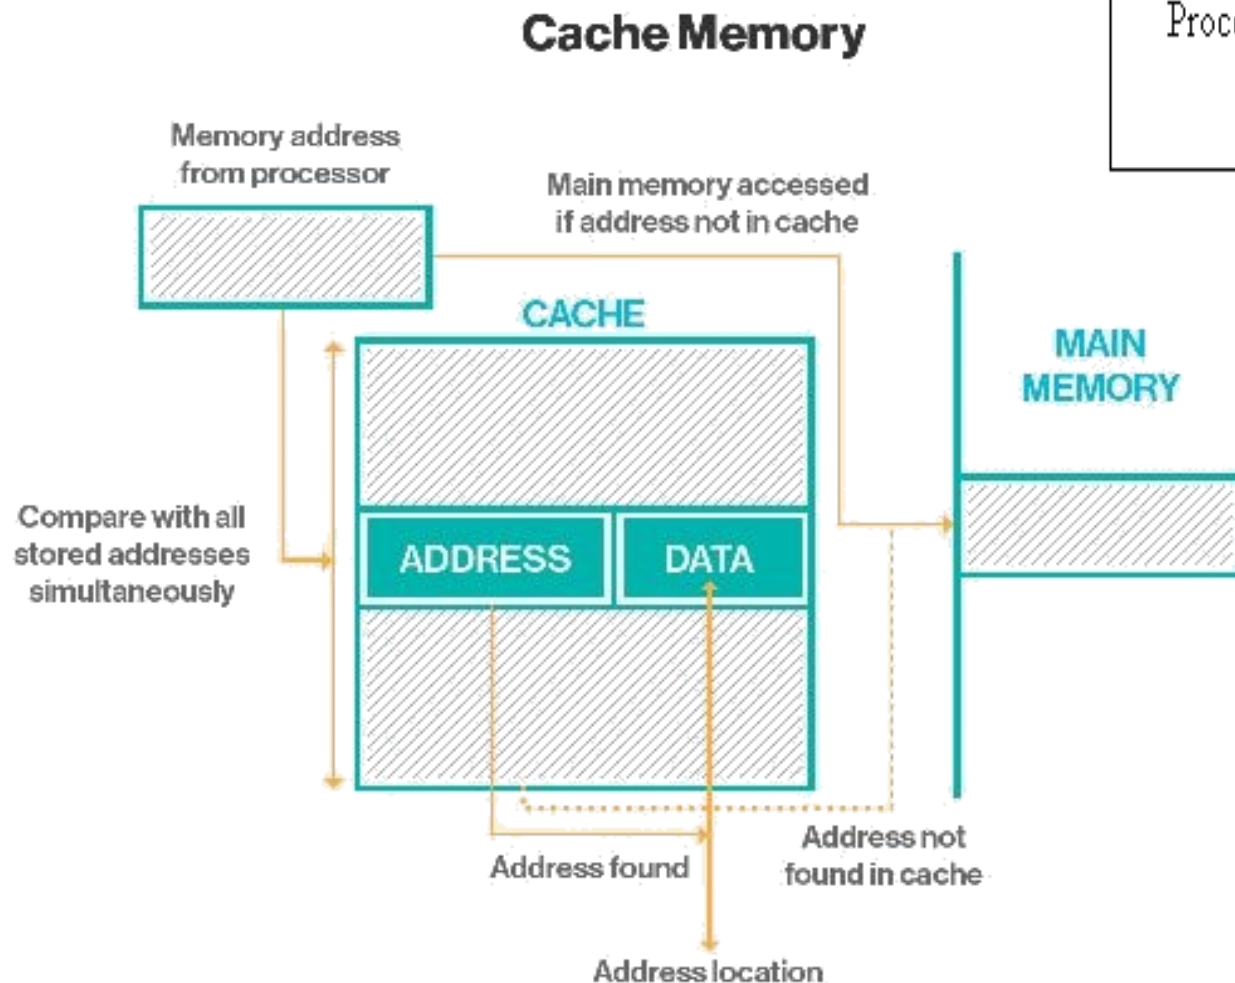 Cache Memory
Memory address
from processor
Main memory accessed
if address not in cache
CACHE
MAIN
MEMORY
Compare with all
stored addresses
simultaneously
ADDRESS
DATA
Address found
Address not
found in cache
Address location